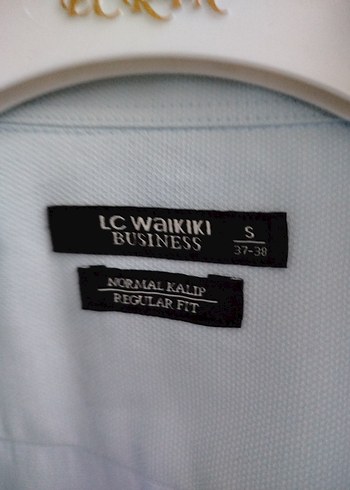 LC WAIKIKI
BUSINESS
S
37-38
NORMAL KALIP
REGULAR FIT